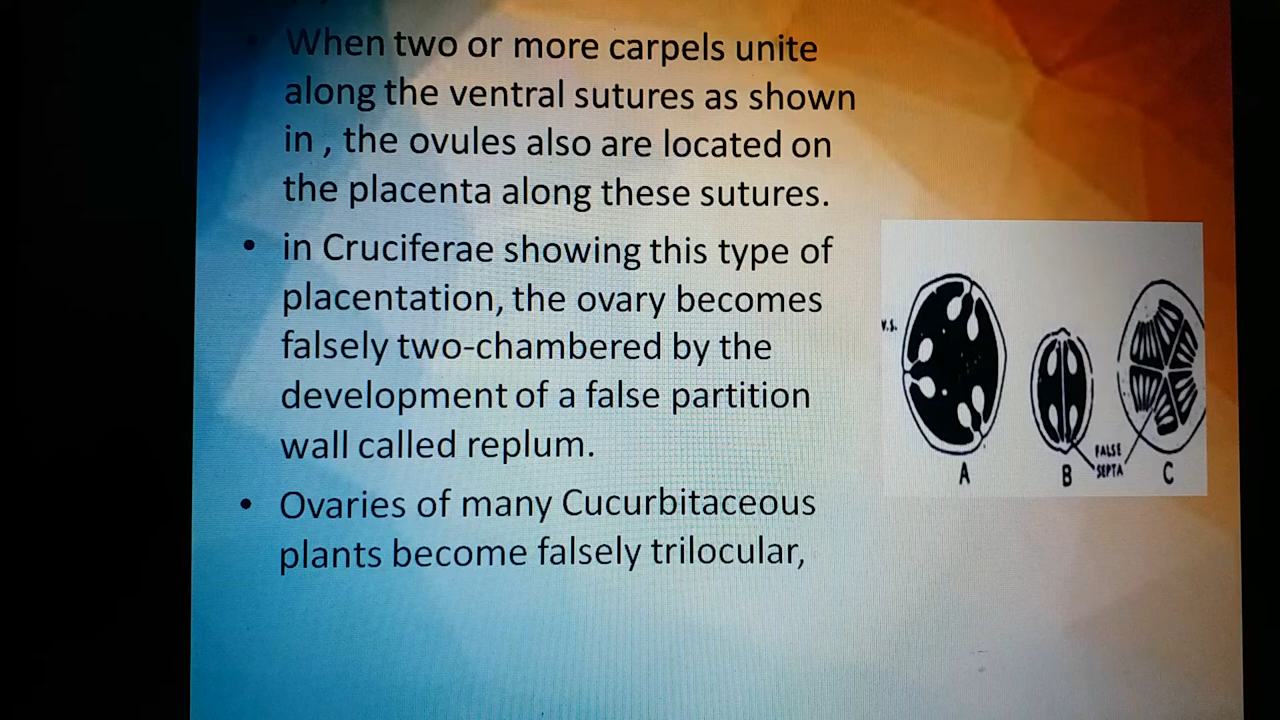 • When two or more carpels unite
along the ventral sutures as shown
in , the ovules also are located on
the placenta along these sutures.
• in Cruciferae showing this type of
placentation, the ovary becomes
falsely two-chambered by the
development of a false partition
wall called replum.
• Ovaries of many Cucurbitaceous
plants become falsely trilocular,
V.S.
FALSE
SEPTA
A
B
C